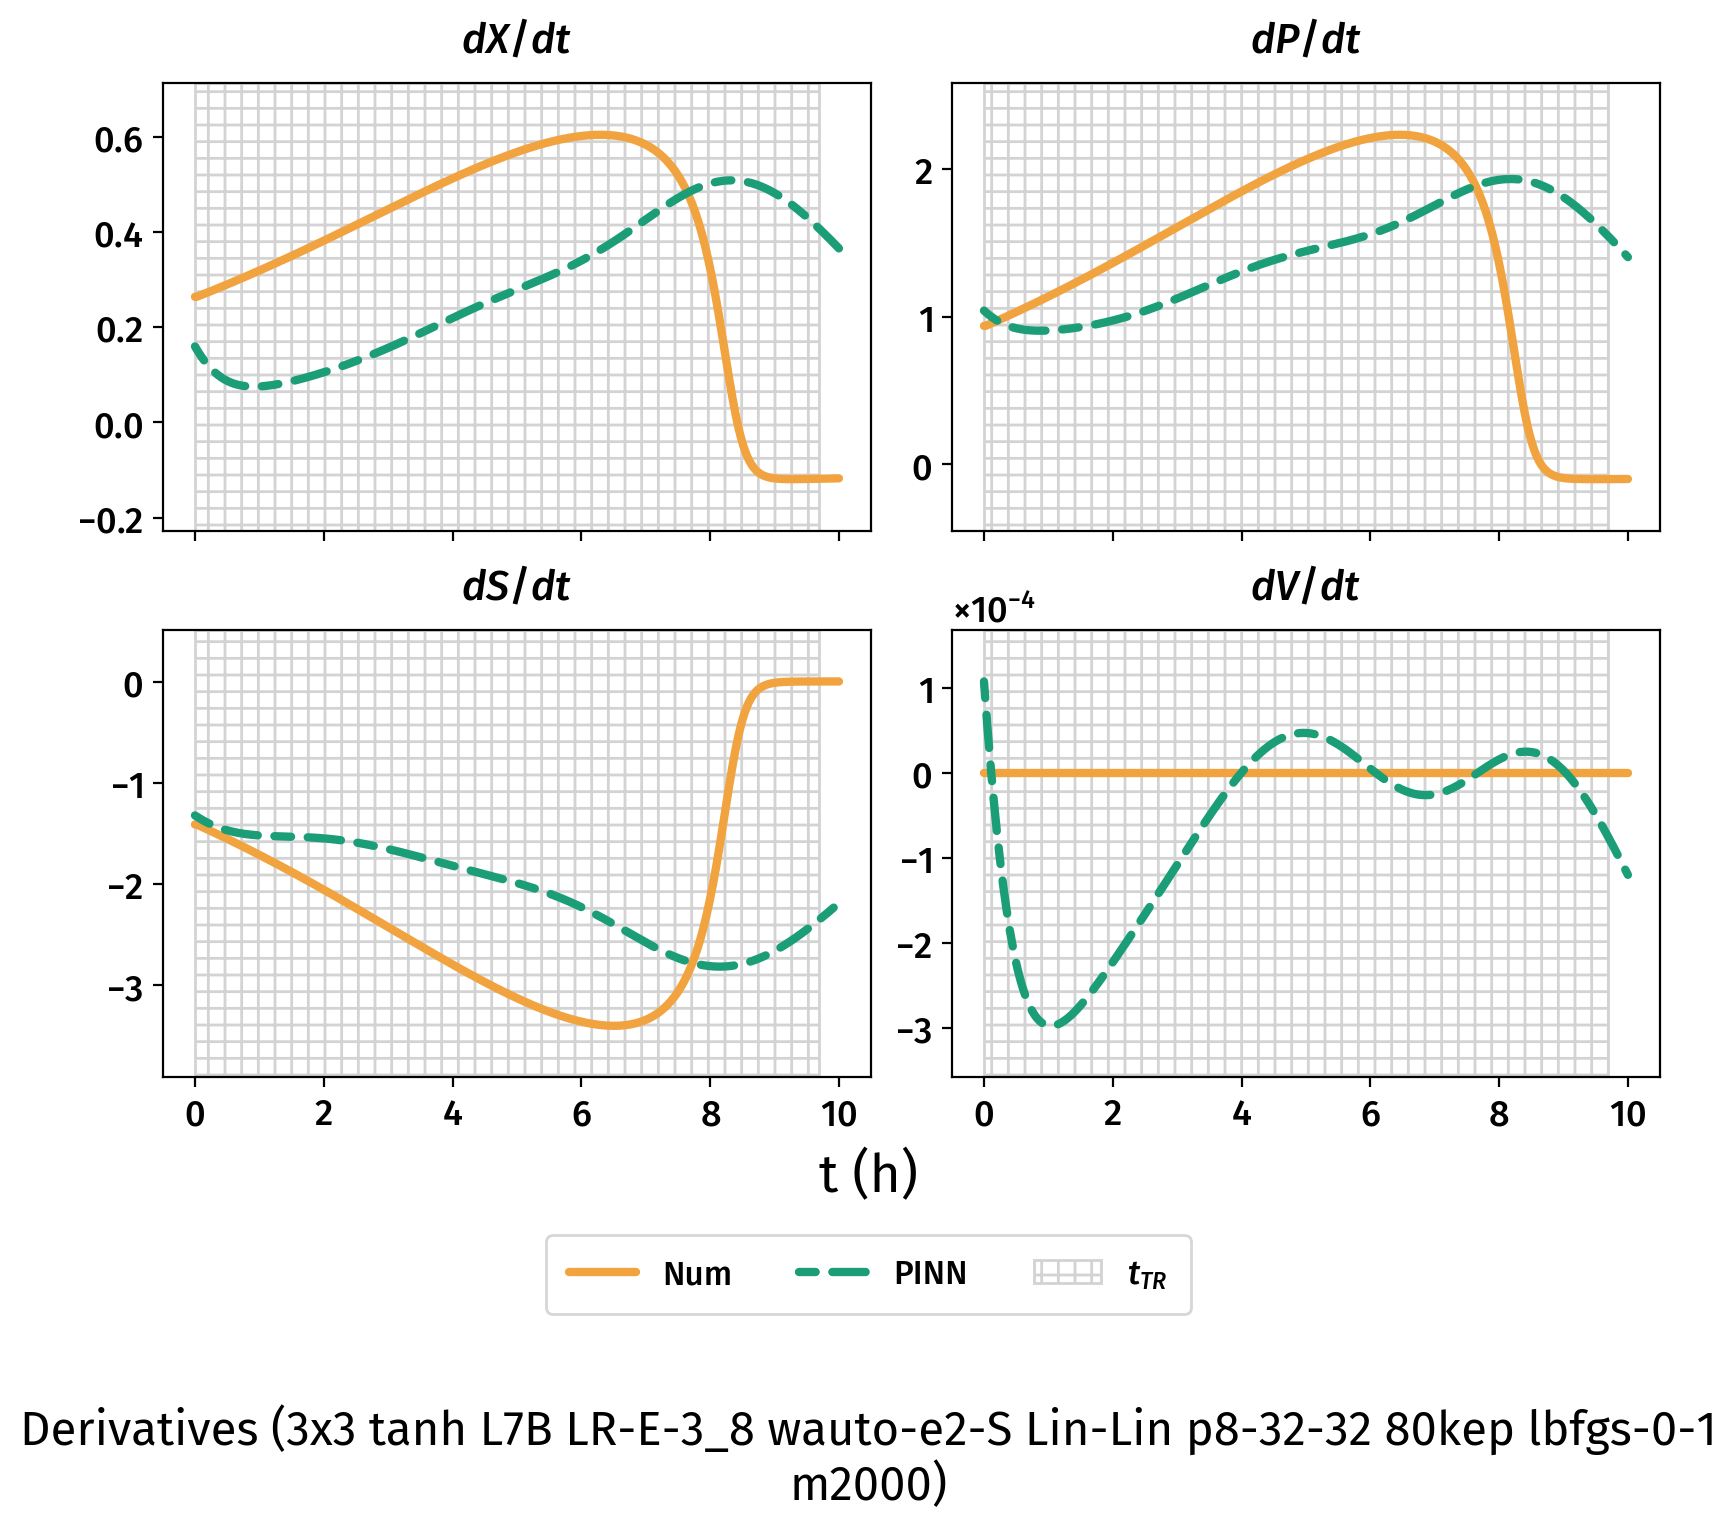 dX/dt
dP/dt
0.6
0.4
0.2
0.0
−0.2
2
1
0
dS/dt
dV/dt
×10⁻⁴
0
−1
−2
−3
1
0
−1
−2
−3
0 2 4 6 8 10
0 2 4 6 8 10
t (h)
Num PINN t_TR
Derivatives (3x3 tanh L7B LR-E-3_8 wauto-e2-S Lin-Lin p8-32-32 80kep lbfgs-0-1
m2000)